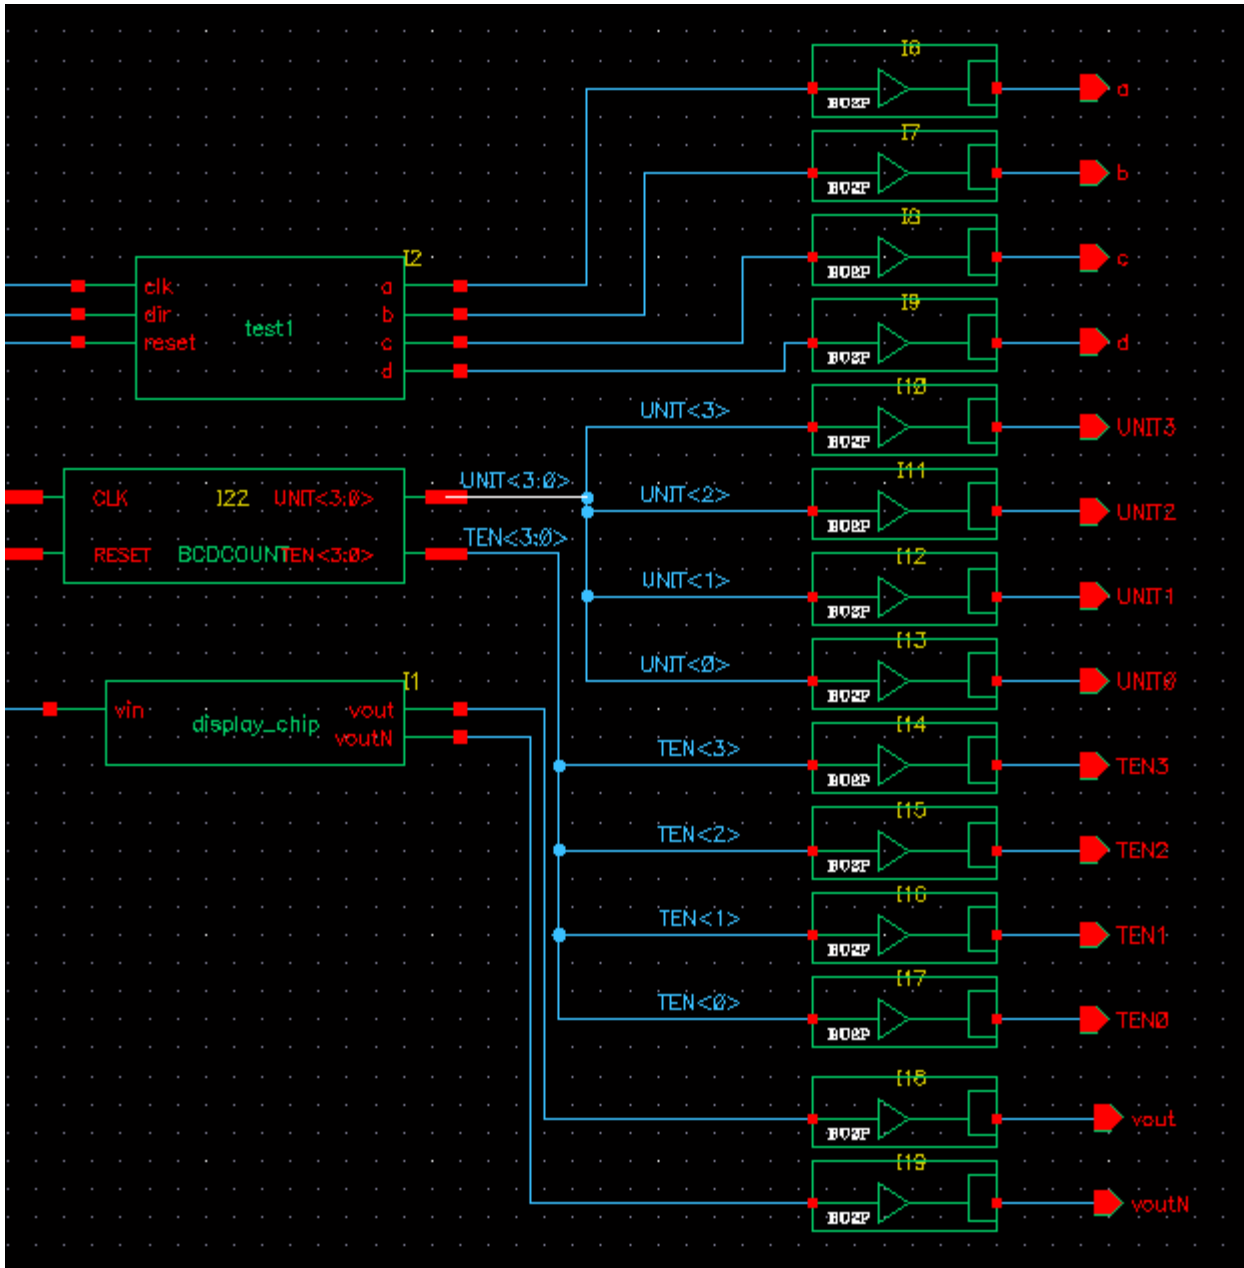 I6
BU2P
a
I7
BU2P
b
I8
BU2P
c
I9
BU2P
d
I2
clk
dir
reset
test1
a
b
c
d
I10
UNIT<3>
BU2P
UNIT3
I11
UNIT<3:0>
UNIT<2>
BU2P
UNIT2
CLK
I22
UNIT<3:0>
RESET
BCDCOUNT
TEN<3:0>
TEN<3:0>
I12
UNIT<1>
BU2P
UNIT1
I13
UNIT<0>
BU2P
UNIT0
I1
vin
display_chip
vout
voutN
I14
TEN<3>
BU2P
TEN3
I15
TEN<2>
BU2P
TEN2
I16
TEN<1>
BU2P
TEN1
I17
TEN<0>
BU2P
TEN0
I18
BU2P
vout
I19
BU2P
voutN